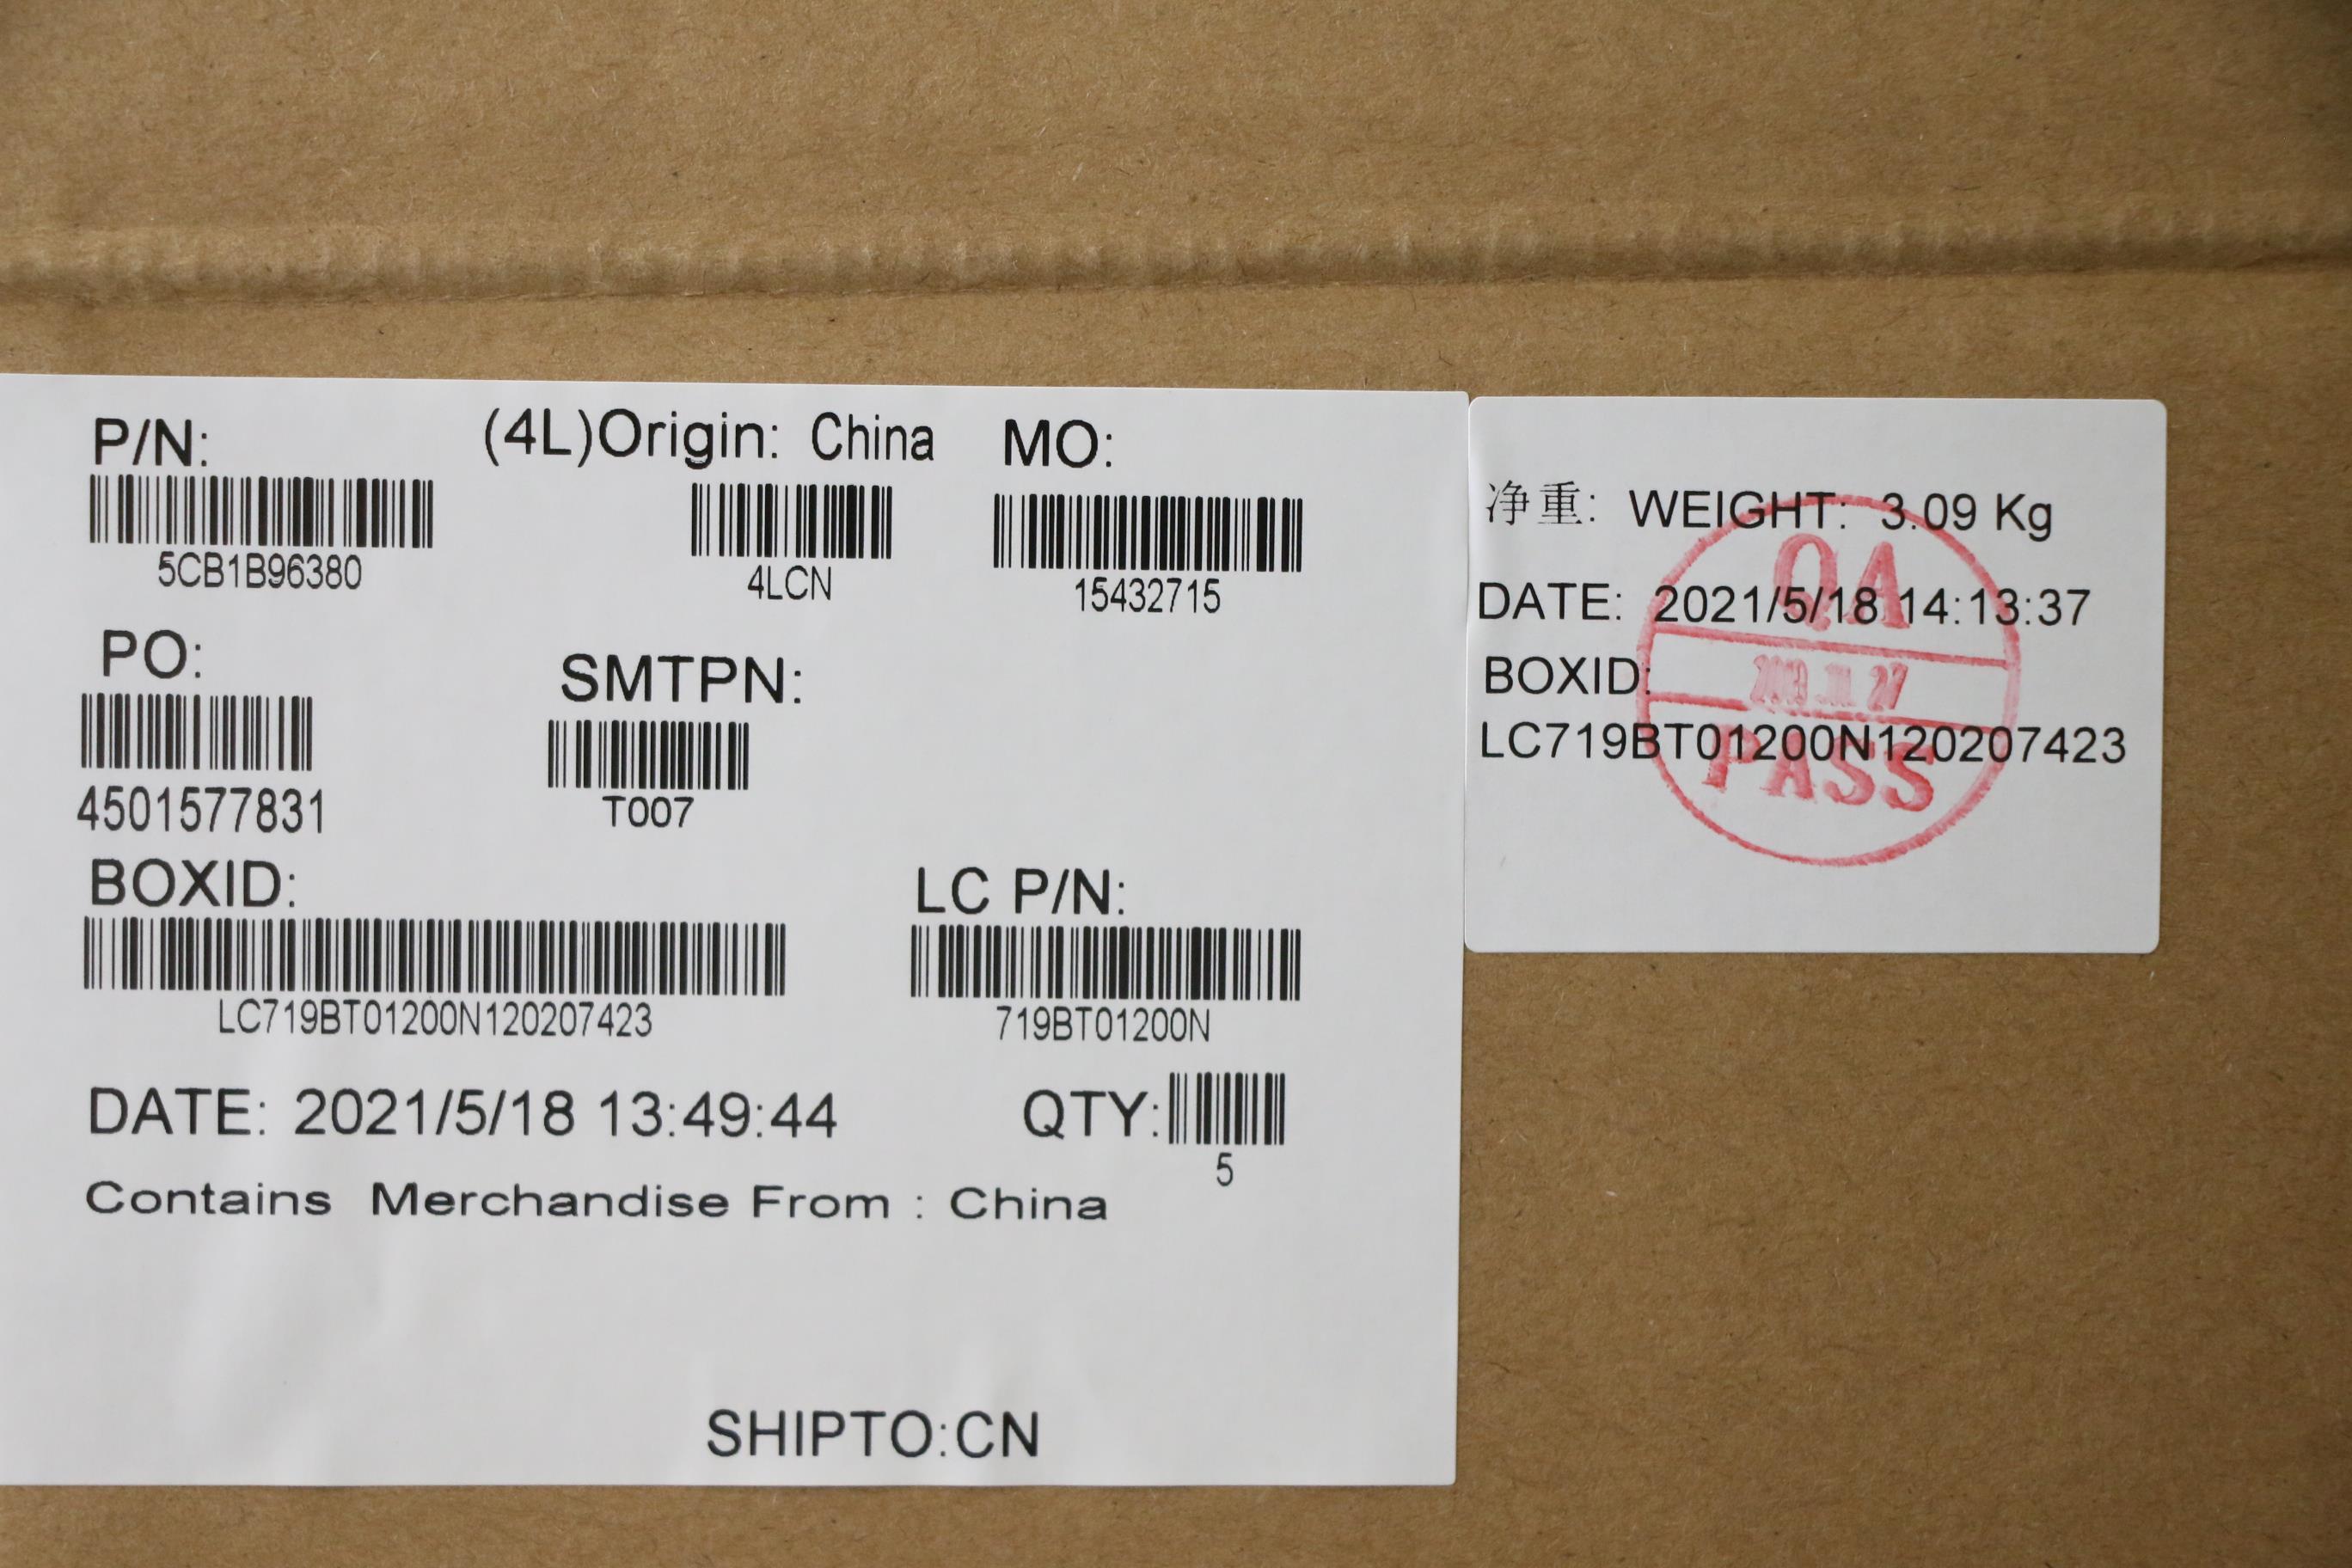 P/N: (4L)Origin: China MO:
5CB1B96380 4LCN 15432715
PO: SMTPN:
4501577831 T007
BOXID: LC P/N:
LC719BT01200N120207423 719BT01200N
DATE: 2021/5/18 13:49:44 QTY:
5
Contains Merchandise From : China
SHIPTO:CN
净重: WEIGHT: 3.09 Kg
DATE: 2021/5/18 14:13:37
BOXID:
LC719BT01200N120207423
QA
PASS